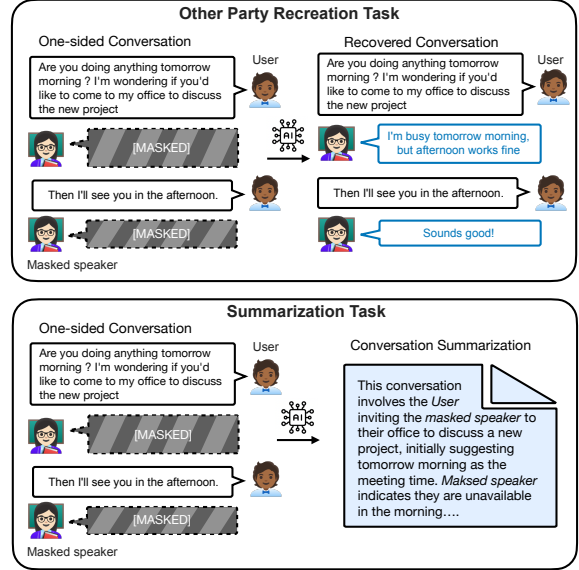 Other Party Recreation Task
One-sided Conversation
Recovered Conversation
User
Are you doing anything tomorrow
morning ? I'm wondering if you'd
like to come to my office to discuss
the new project
User
Are you doing anything tomorrow
morning ? I'm wondering if you'd
like to come to my office to discuss
the new project
[MASKED]
AI
I'm busy tomorrow morning,
but afternoon works fine
Then I'll see you in the afternoon.
Then I'll see you in the afternoon.
[MASKED]
Sounds good!
Masked speaker
Summarization Task
One-sided Conversation
User
Are you doing anything tomorrow
morning ? I'm wondering if you'd
like to come to my office to discuss
the new project
[MASKED]
Then I'll see you in the afternoon.
[MASKED]
Masked speaker
AI
Conversation Summarization
This conversation
involves the User
inviting the masked speaker to
their office to discuss a new
project, initially suggesting
tomorrow morning as the
meeting time. Maksed speaker
indicates they are unavailable
in the morning….